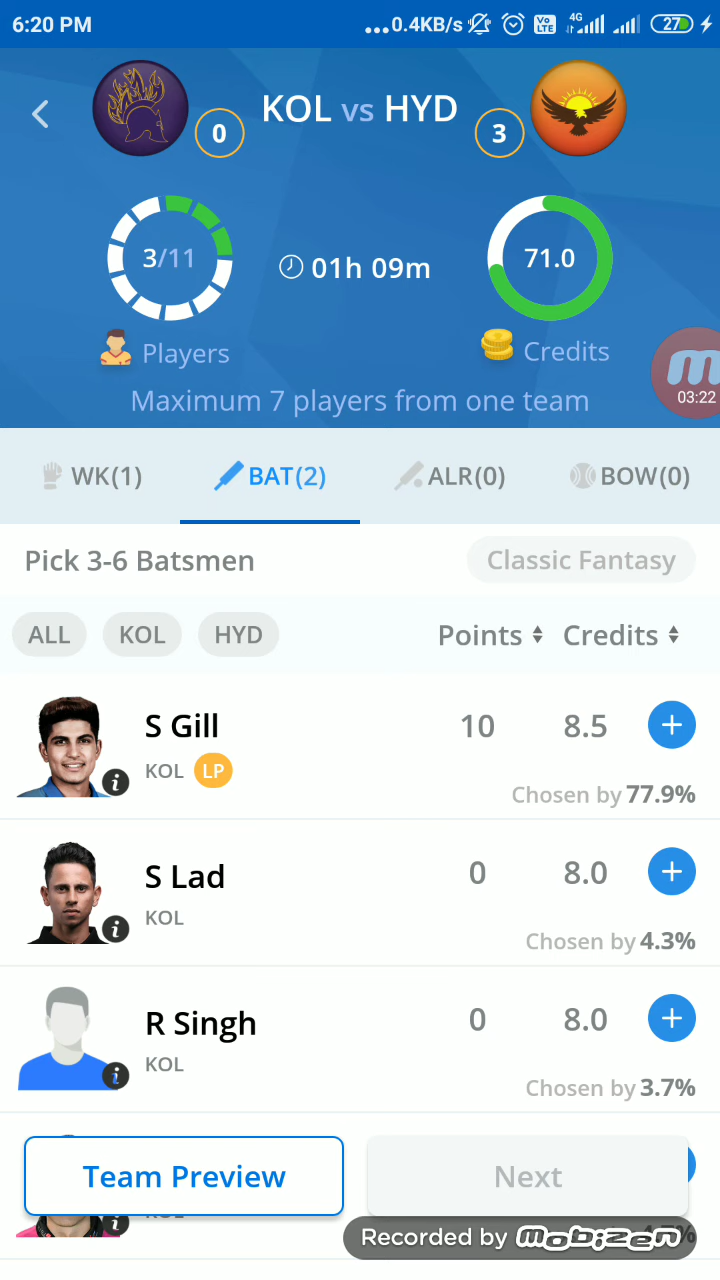 6:20 PM
...0.4KB/s 4G Vo LTE 27
KOL vs HYD
0
3
3/11
01h 09m
71.0
Players
Credits
03:22
Maximum 7 players from one team
WK(1) BAT(2) ALR(0) BOW(0)
Pick 3-6 Batsmen
Classic Fantasy
ALL KOL HYD Points Credits
S Gill 10 8.5 +
KOL LP
i
Chosen by 77.9%
S Lad 0 8.0 +
KOL
i
Chosen by 4.3%
R Singh 0 8.0 +
KOL
i
Chosen by 3.7%
Team Preview
Next
i
Recorded by mobizen